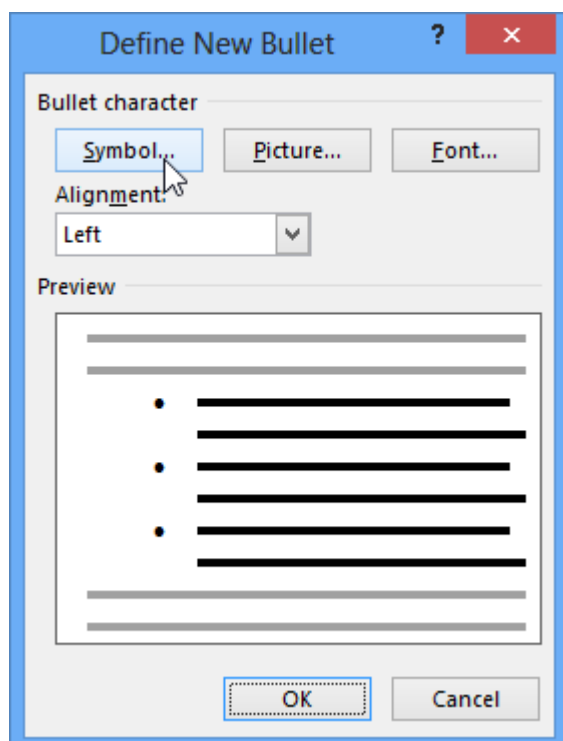 Define New Bullet ?
Bullet character
Symbol... Picture... Font...
Alignment:
Left
Preview
OK Cancel